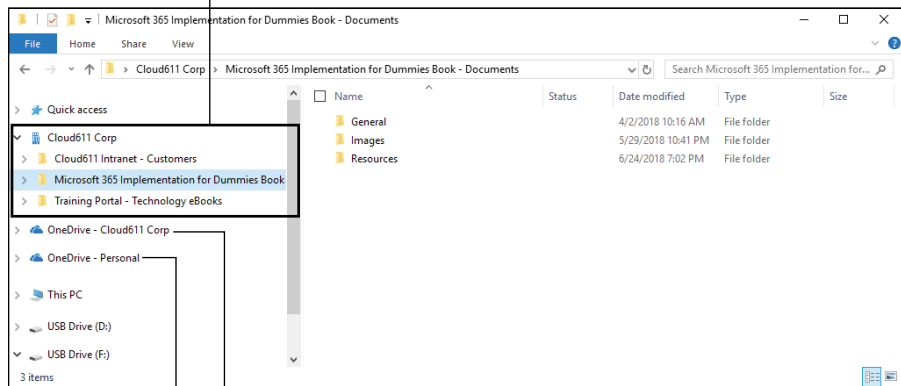 Microsoft 365 Implementation for Dummies Book - Documents
File Home Share View
Cloud611 Corp > Microsoft 365 Implementation for Dummies Book - Documents Search Microsoft 365 Implementation for...
Name Status Date modified Type Size
Quick access
General 4/2/2018 10:16 AM File folder
Cloud611 Corp
Images 5/29/2018 10:41 PM File folder
Cloud611 Intranet - Customers
Resources 6/24/2018 7:02 PM File folder
Microsoft 365 Implementation for Dummies Book
Training Portal - Technology eBooks
OneDrive - Cloud611 Corp
OneDrive - Personal
This PC
USB Drive (D:)
USB Drive (F:)
3 items